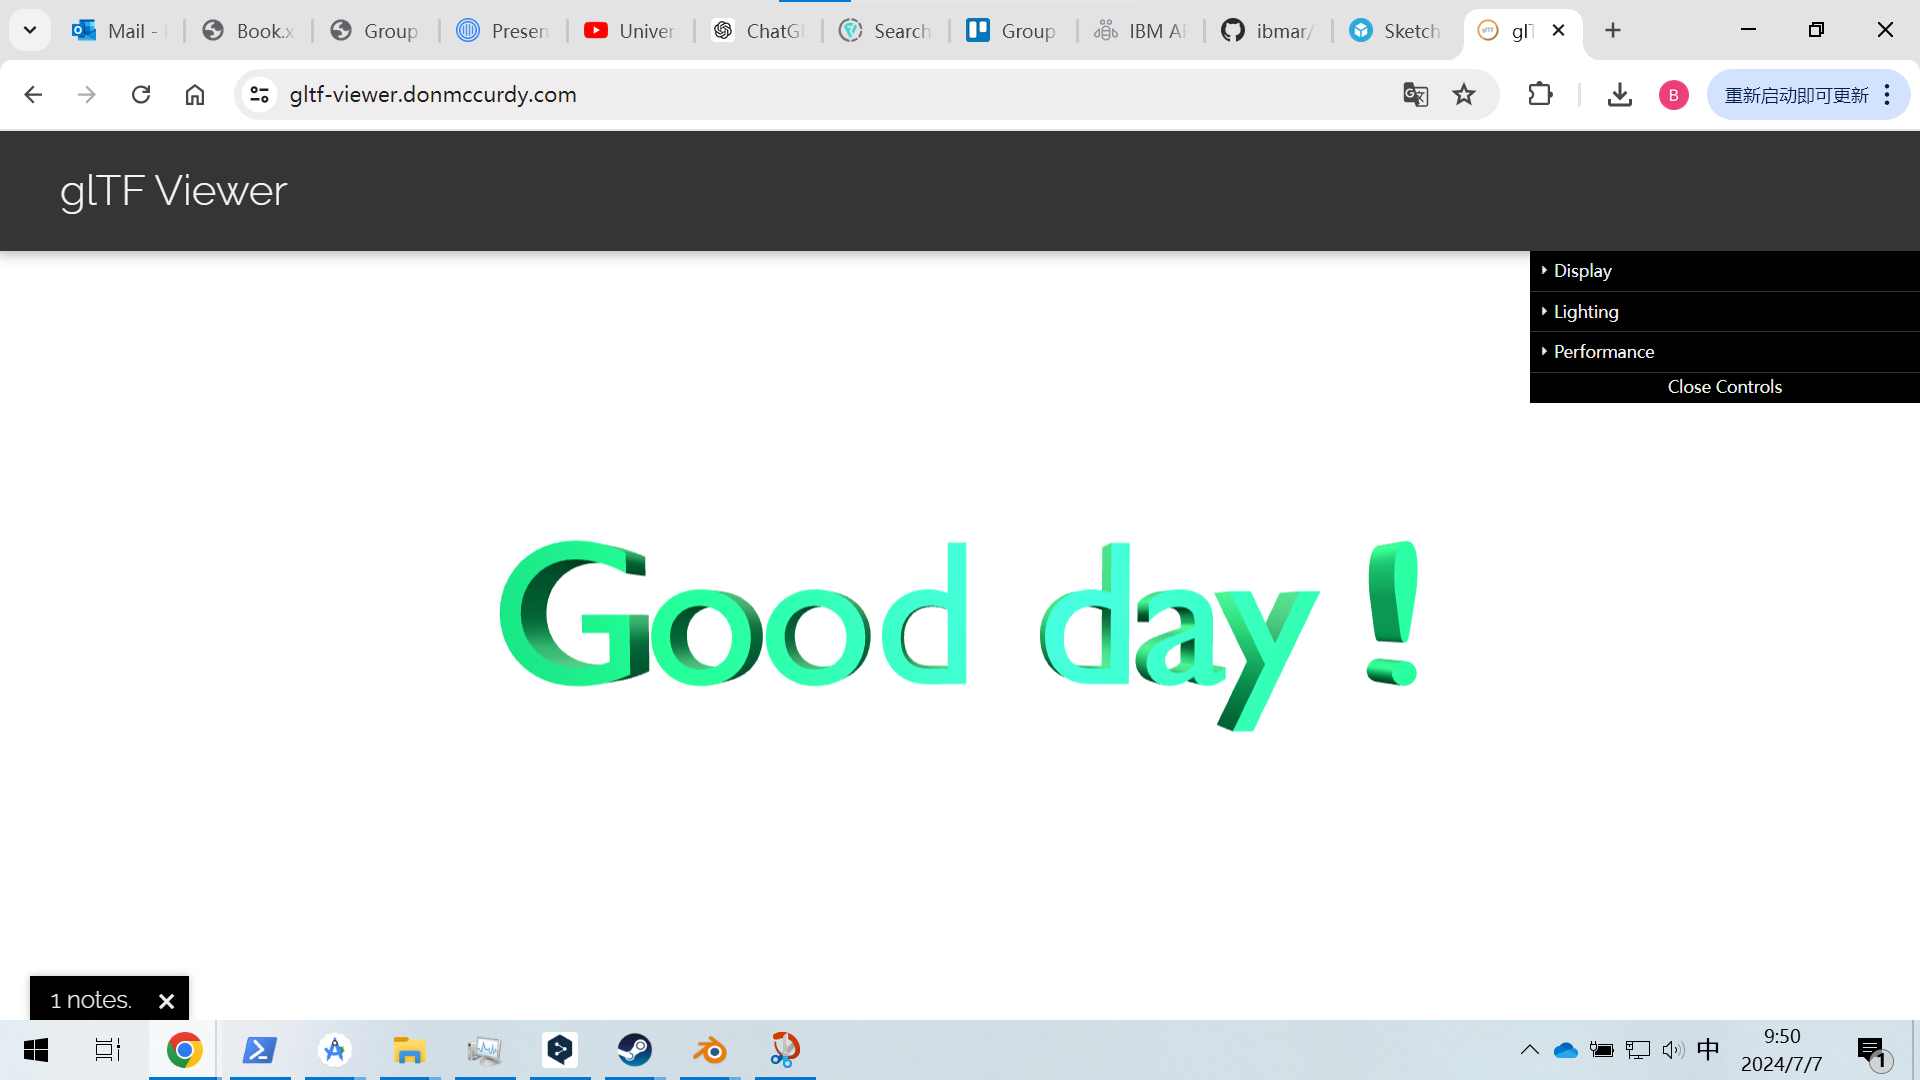 Mail -
Book.x
Group
Presen
Univer
ChatGP
Search
Group
IBM AP
ibmar/
Sketch
glT
gltf-viewer.donmccurdy.com
B
重新启动即可更新
glTF Viewer
Display
Lighting
Performance
Close Controls
Good day !
1 notes.
中
9:50
2024/7/7
1